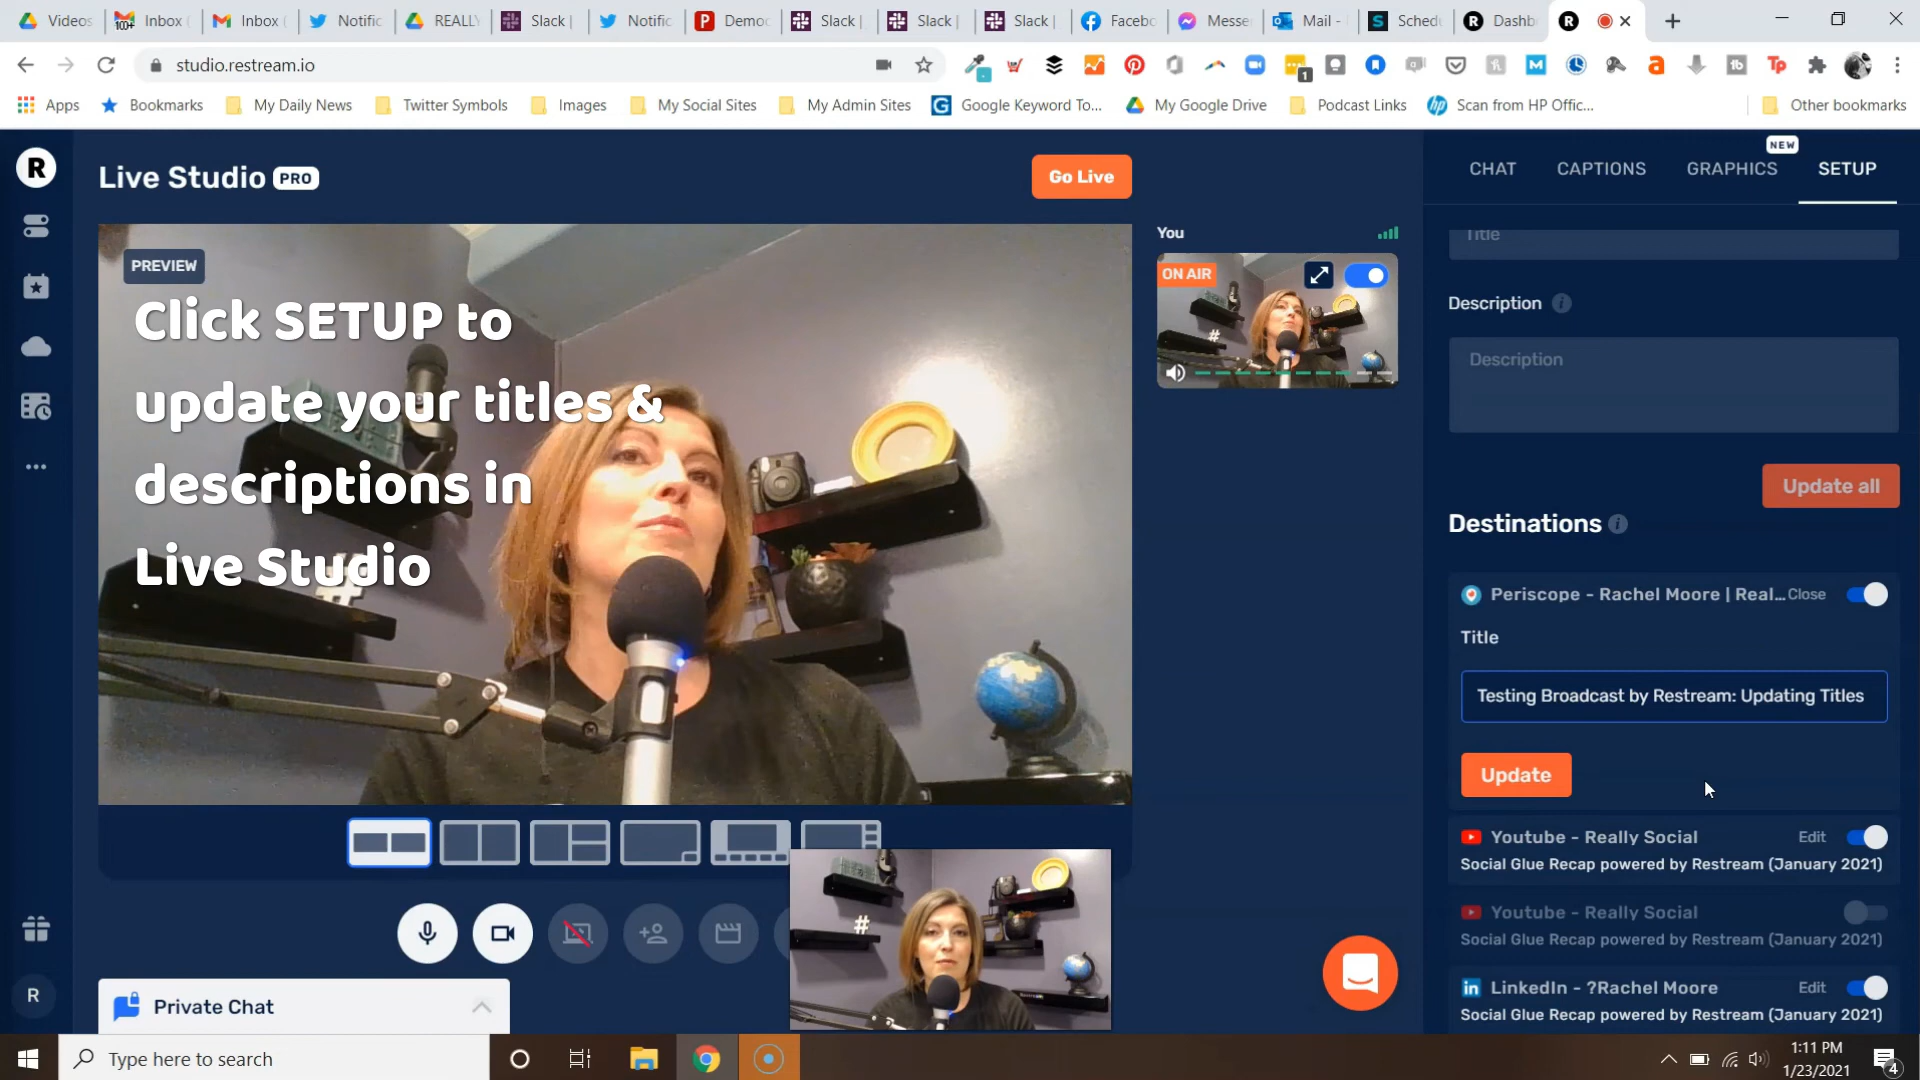 Videos
Inbox (
Inbox (
Notific
REALLY
Slack |
Notific
Democ
Slack |
Slack |
Slack |
Facebo
Messe
Mail -
Schedu
Dashb
studio.restream.io
Apps
Bookmarks
My Daily News
Twitter Symbols
Images
My Social Sites
My Admin Sites
Google Keyword To...
My Google Drive
Podcast Links
Scan from HP Offic...
Other bookmarks
R
Live Studio PRO
Go Live
CHAT
CAPTIONS
NEW
GRAPHICS
SETUP
PREVIEW
Click SETUP to
update your titles &
descriptions in
Live Studio
You
ON AIR
Title
Description
Description
Update all
Destinations
Periscope - Rachel Moore | Real... Close
Title
Testing Broadcast by Restream: Updating Titles
Update
Youtube - Really Social Edit
Social Glue Recap powered by Restream (January 2021)
Youtube - Really Social
Social Glue Recap powered by Restream (January 2021)
LinkedIn - ?Rachel Moore Edit
Social Glue Recap powered by Restream (January 2021)
R
Private Chat
Type here to search
1:11 PM
1/23/2021
4